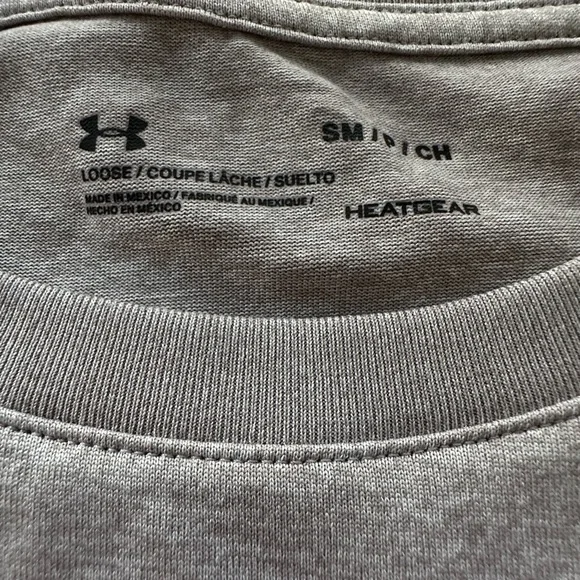 SM / P / CH
LOOSE / COUPE LÂCHE / SUELTO
MADE IN MEXICO / FABRIQUÉ AU MEXIQUE /
HECHO EN MÉXICO
HEATGEAR